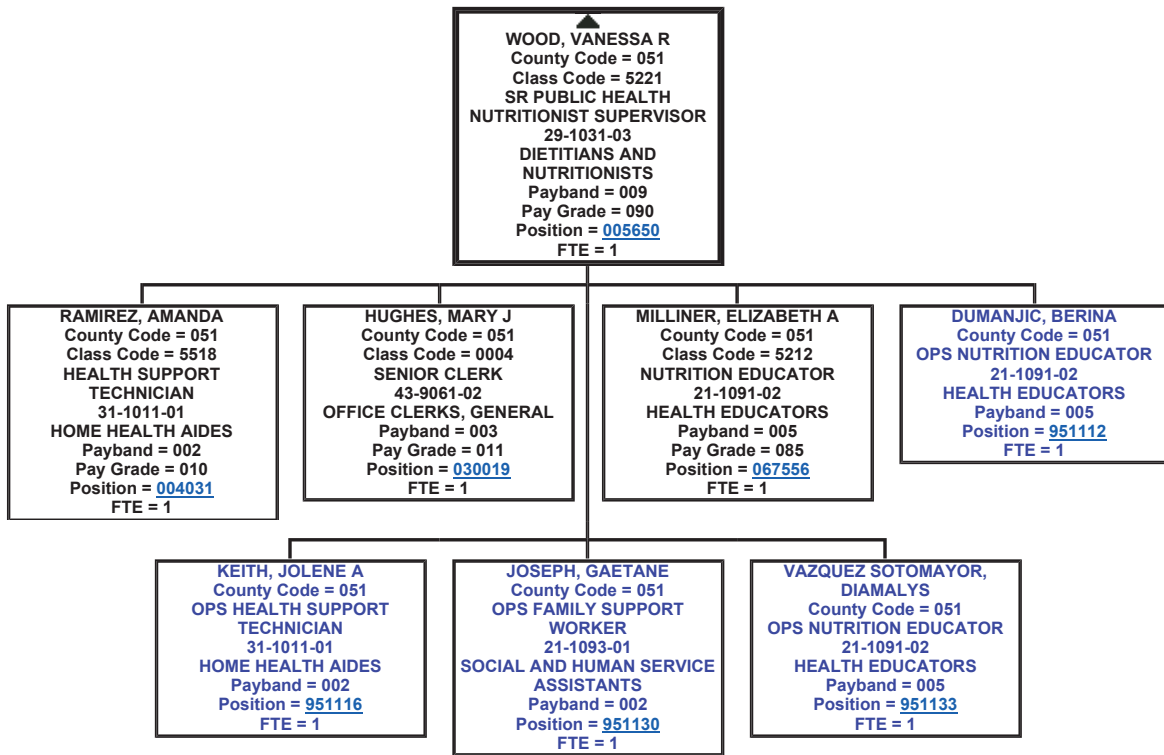 WOOD, VANESSA R
County Code = 051
Class Code = 5221
SR PUBLIC HEALTH
NUTRITIONIST SUPERVISOR
29-1031-03
DIETITIANS AND
NUTRITIONISTS
Payband = 009
Pay Grade = 090
Position = 005650
FTE = 1
RAMIREZ, AMANDA
County Code = 051
Class Code = 5518
HEALTH SUPPORT
TECHNICIAN
31-1011-01
HOME HEALTH AIDES
Payband = 002
Pay Grade = 010
Position = 004031
FTE = 1
HUGHES, MARY J
County Code = 051
Class Code = 0004
SENIOR CLERK
43-9061-02
OFFICE CLERKS, GENERAL
Payband = 003
Pay Grade = 011
Position = 030019
FTE = 1
MILLINER, ELIZABETH A
County Code = 051
Class Code = 5212
NUTRITION EDUCATOR
21-1091-02
HEALTH EDUCATORS
Payband = 005
Pay Grade = 085
Position = 067556
FTE = 1
DUMANJIC, BERINA
County Code = 051
OPS NUTRITION EDUCATOR
21-1091-02
HEALTH EDUCATORS
Payband = 005
Position = 951112
FTE = 1
KEITH, JOLENE A
County Code = 051
OPS HEALTH SUPPORT
TECHNICIAN
31-1011-01
HOME HEALTH AIDES
Payband = 002
Position = 951116
FTE = 1
JOSEPH, GAETANE
County Code = 051
OPS FAMILY SUPPORT
WORKER
21-1093-01
SOCIAL AND HUMAN SERVICE
ASSISTANTS
Payband = 002
Position = 951130
FTE = 1
VAZQUEZ SOTOMAYOR,
DIAMALYS
County Code = 051
OPS NUTRITION EDUCATOR
21-1091-02
HEALTH EDUCATORS
Payband = 005
Position = 951133
FTE = 1